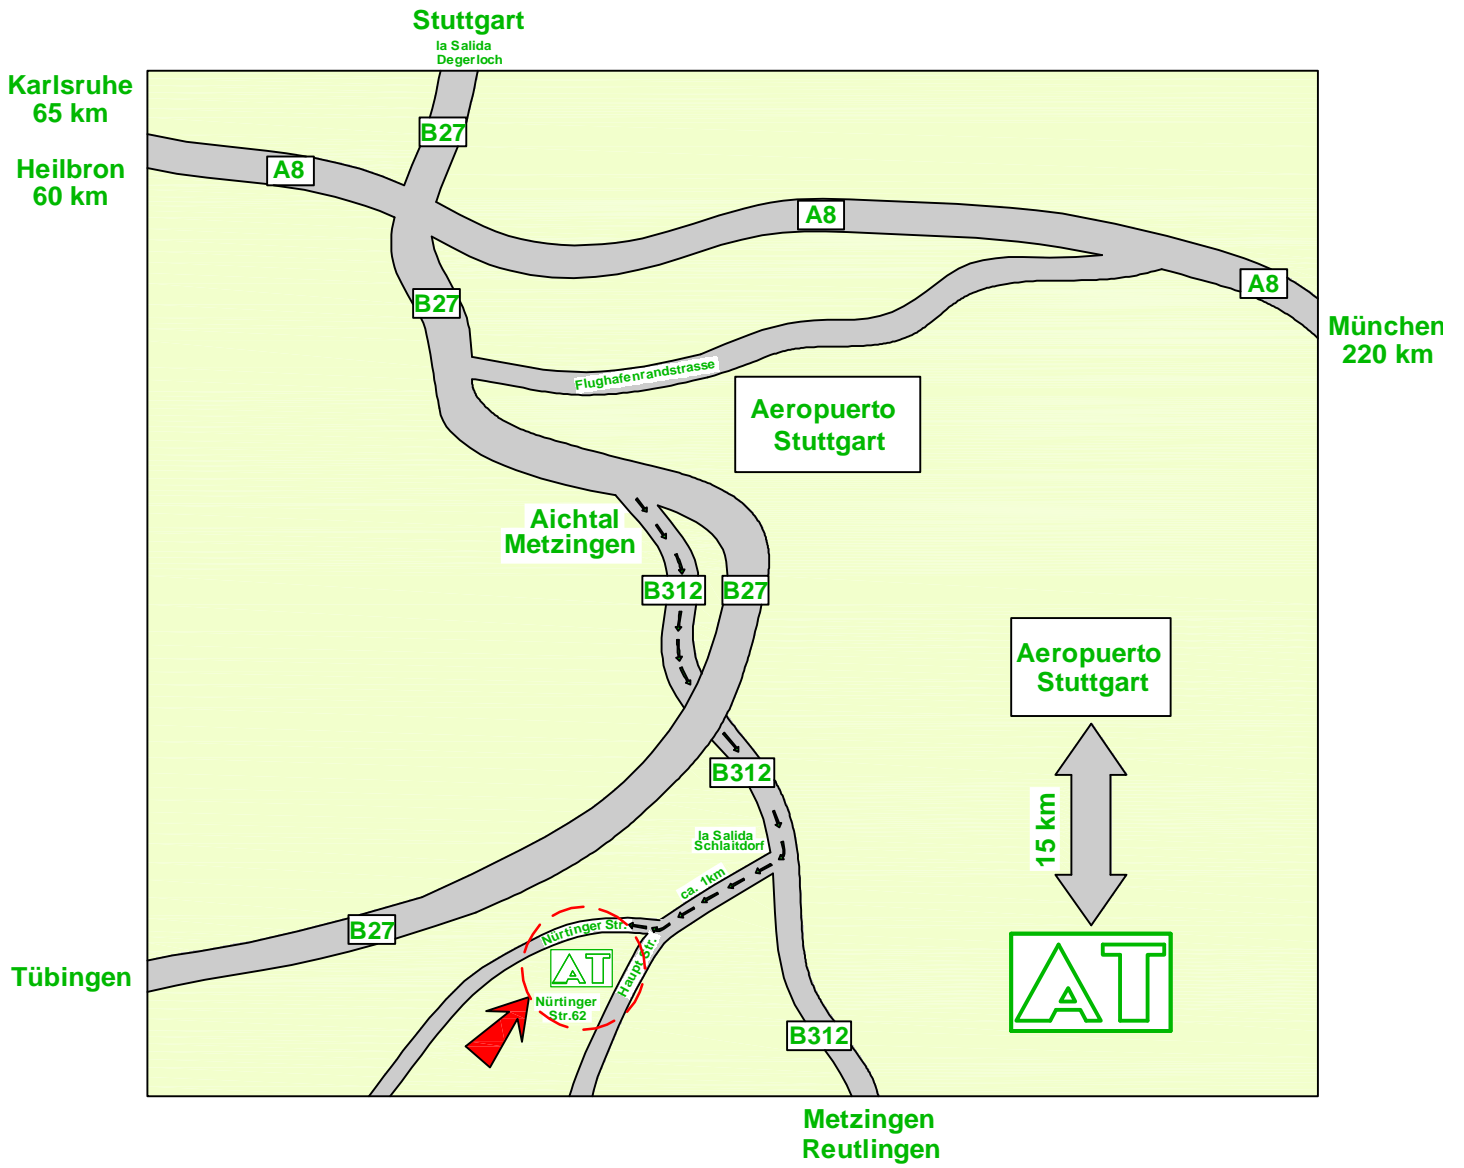 Stuttgart
la Salida
Degerloch
Karlsruhe
65 km
B27
Heilbron
60 km
A8
A8
A8
B27
München
220 km
Flughafenrandstrasse
Aeropuerto
Stuttgart
Aichtal
Metzingen
B312
B27
Aeropuerto
Stuttgart
B312
15 km
la Salida
Schlaitdorf
ca. 1km
B27
Nürtinger Str.
Haupt Str.
AT
Nürtinger
Str.62
AT
Tübingen
B312
Metzingen
Reutlingen